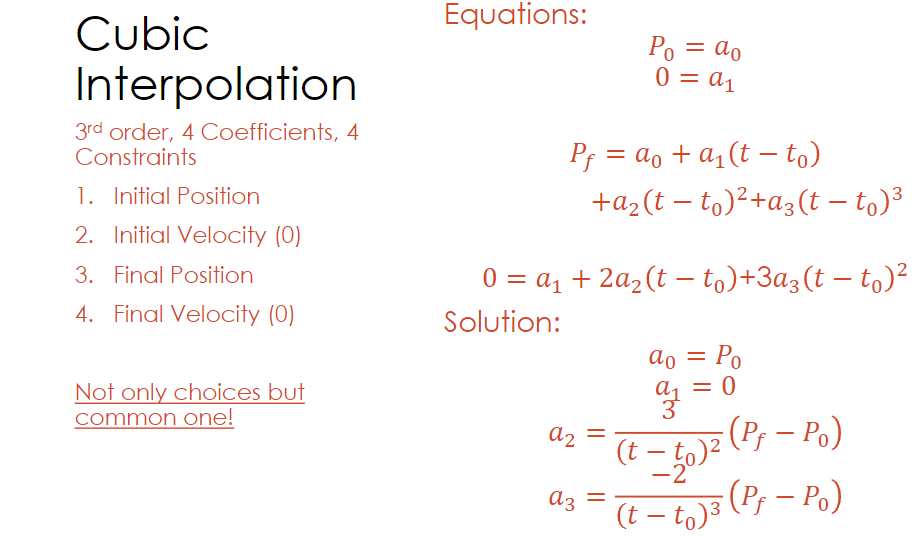 Cubic
Interpolation
3rd order, 4 Coefficients, 4
Constraints
1. Initial Position
2. Initial Velocity (0)
3. Final Position
4. Final Velocity (0)
Not only choices but
common one!
Equations:
P₀ = a₀
0 = a₁
P_f = a₀ + a₁(t − t₀)
+a₂(t − t₀)²+a₃(t − t₀)³
0 = a₁ + 2a₂(t − t₀)+3a₃(t − t₀)²
Solution:
a₀ = P₀
a₁ = 0
a₂ = 3/(t − t₀)² (P_f − P₀)
a₃ = −2/(t − t₀)³ (P_f − P₀)